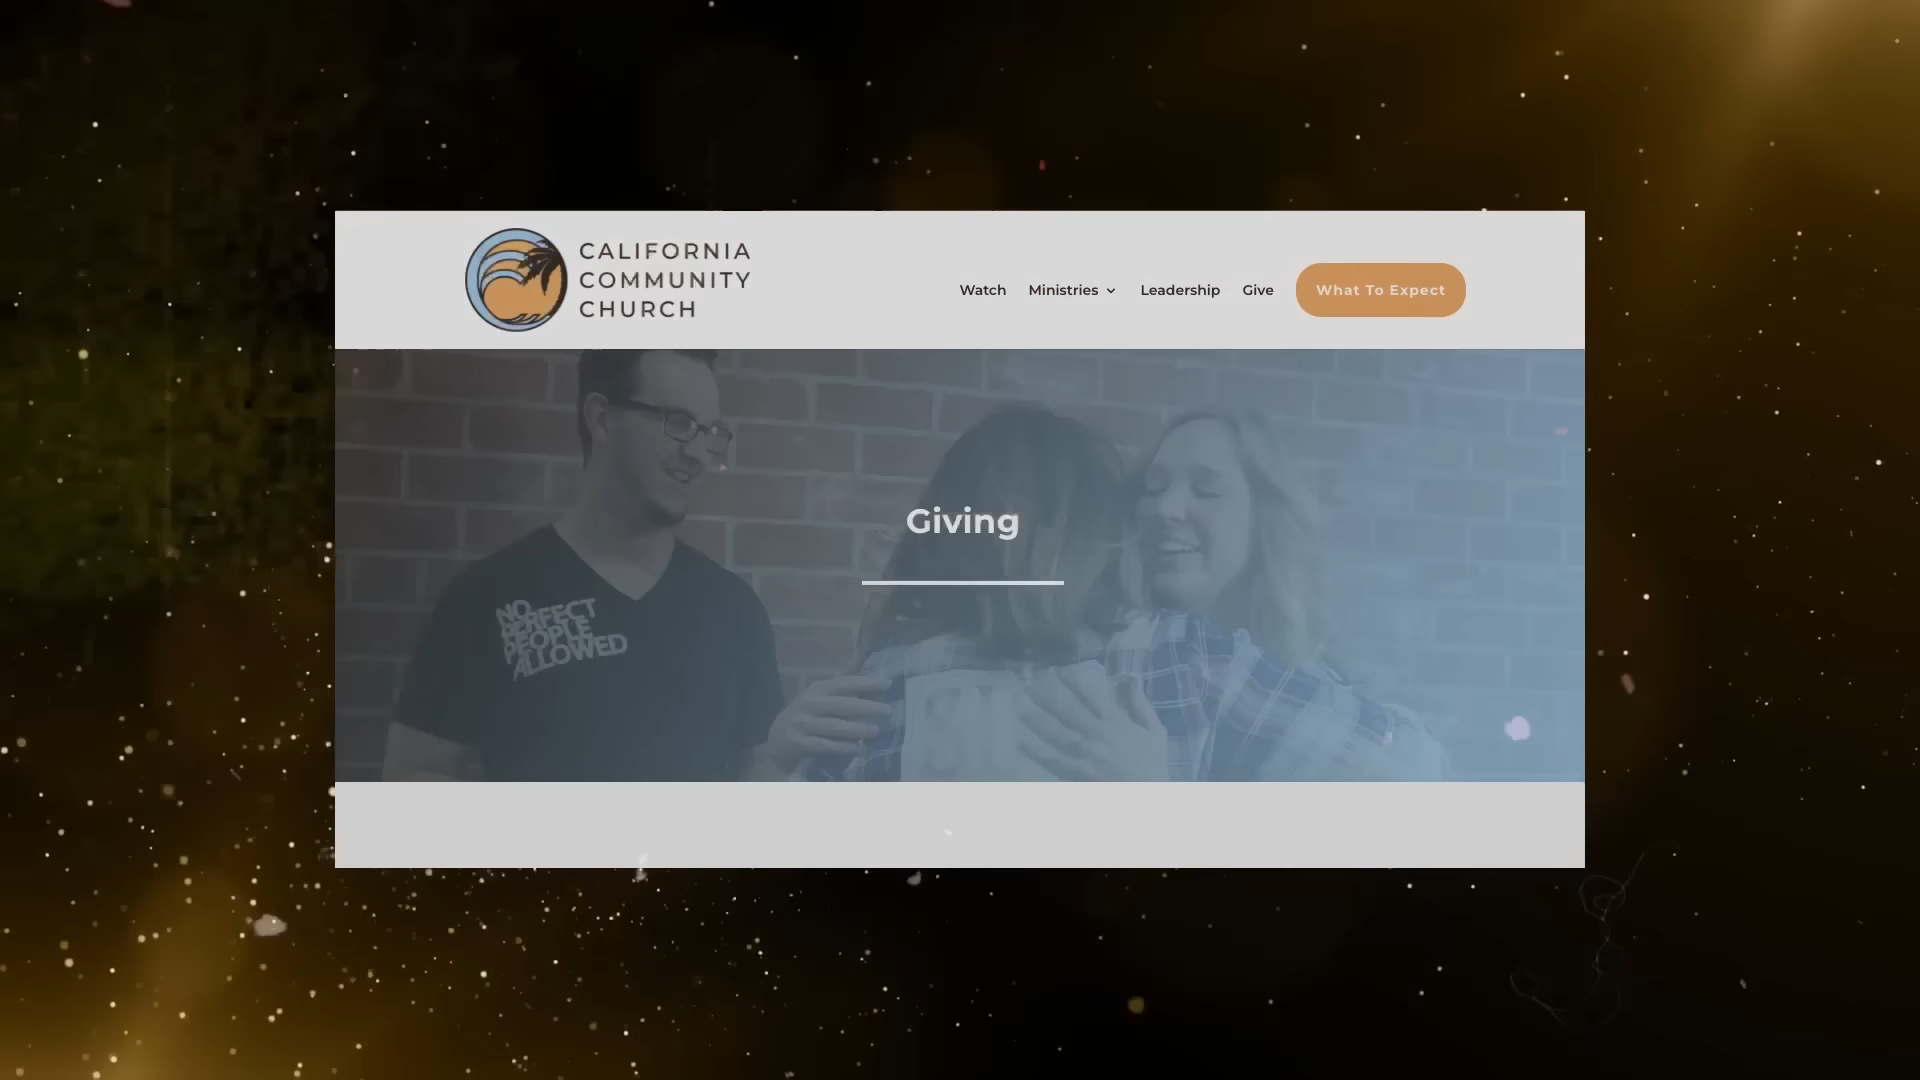 CALIFORNIA
COMMUNITY
CHURCH
Watch Ministries Leadership Give What To Expect
Giving
NO
PERFECT
PEOPLE
ALLOWED